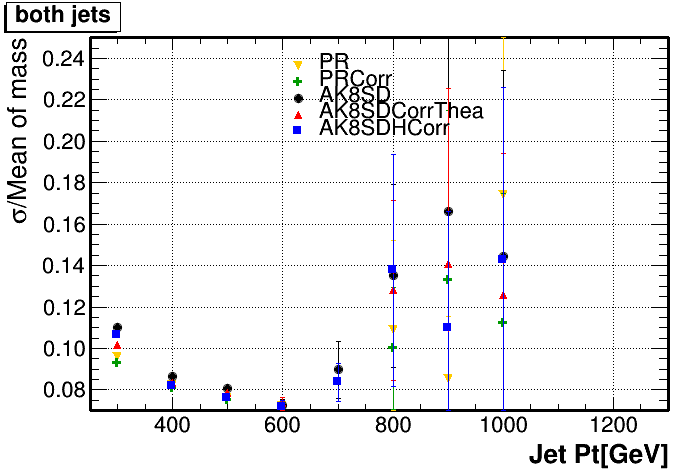 both jets
σ/Mean of mass
0.24
0.22
0.20
0.18
0.16
0.14
0.12
0.10
0.08
PR
PRCorr
AK8SD
AK8SDCorrThea
AK8SDHCorr
400 600 800 1000 1200
Jet Pt[GeV]